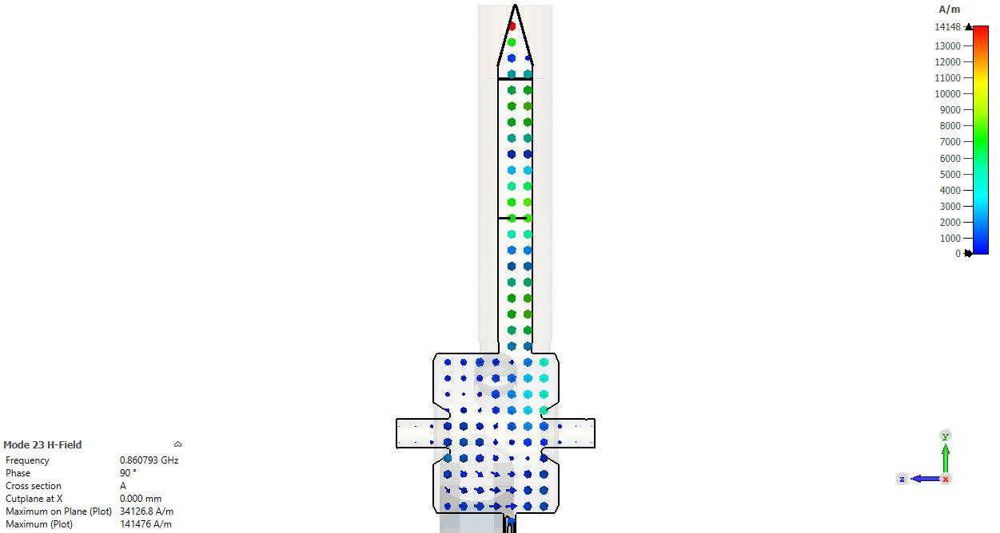 A/m
14148
13000
12000
11000
10000
9000
8000
7000
6000
5000
4000
3000
2000
1000
0
Mode 23 H-Field
Frequency 0.860793 GHz
Phase 90 °
Cross section A
Cutplane at X 0.000 mm
Maximum on Plane (Plot) 34126.8 A/m
Maximum (Plot) 141476 A/m
Y
z
x